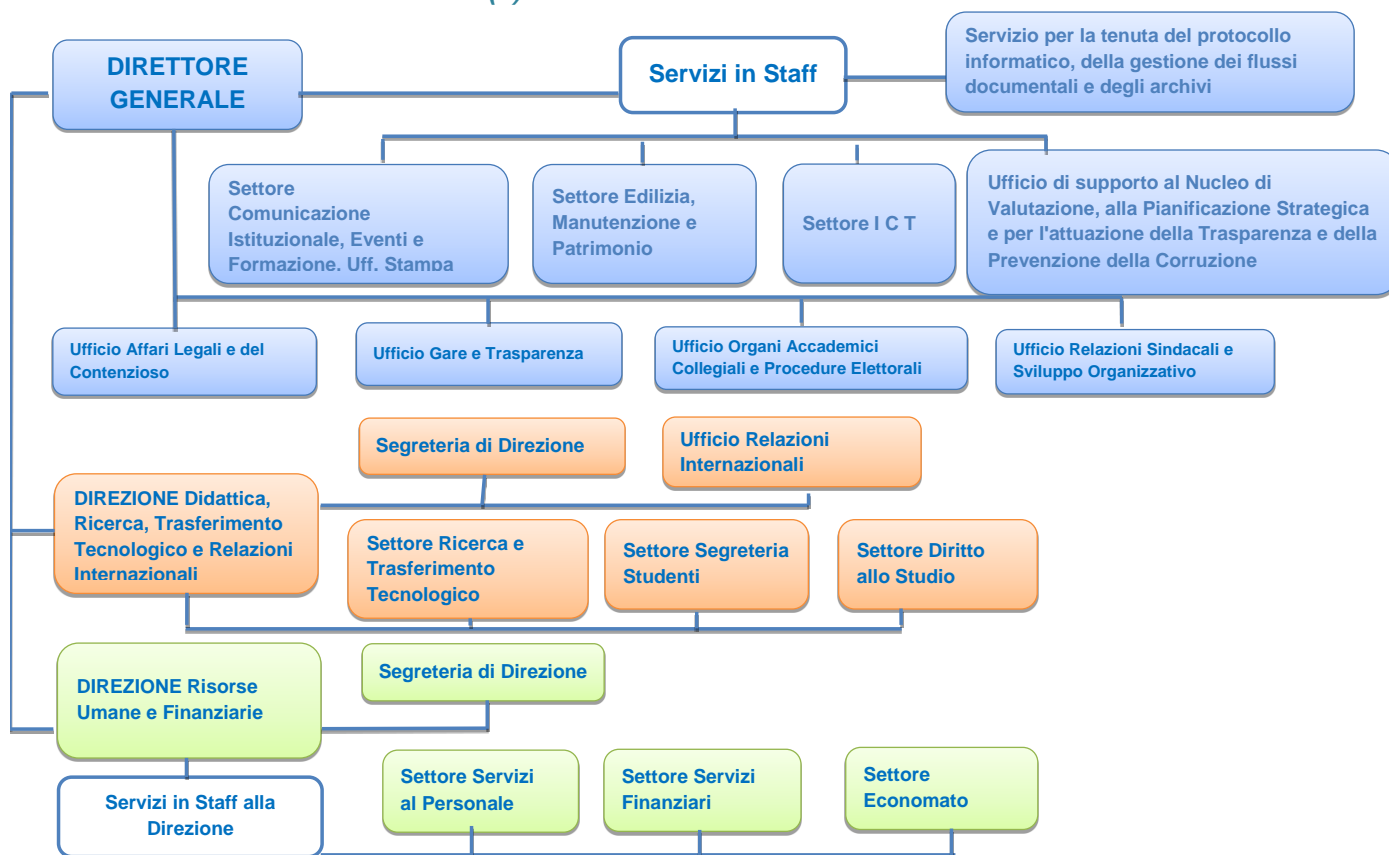 DIRETTORE
GENERALE
Servizi in Staff
Servizio per la tenuta del protocollo
informatico, della gestione dei flussi
documentali e degli archivi
Settore
Comunicazione
Istituzionale, Eventi e
Formazione. Uff. Stampa
Settore Edilizia,
Manutenzione e
Patrimonio
Settore I C T
Ufficio di supporto al Nucleo di
Valutazione, alla Pianificazione Strategica
e per l'attuazione della Trasparenza e della
Prevenzione della Corruzione
Ufficio Affari Legali e del
Contenzioso
Ufficio Gare e Trasparenza
Ufficio Organi Accademici
Collegiali e Procedure Elettorali
Ufficio Relazioni Sindacali e
Sviluppo Organizzativo
Segreteria di Direzione
Ufficio Relazioni
Internazionali
DIREZIONE Didattica,
Ricerca, Trasferimento
Tecnologico e Relazioni
Internazionali
Settore Ricerca e
Trasferimento
Tecnologico
Settore Segreteria
Studenti
Settore Diritto
allo Studio
DIREZIONE Risorse
Umane e Finanziarie
Segreteria di Direzione
Servizi in Staff alla
Direzione
Settore Servizi
al Personale
Settore Servizi
Finanziari
Settore
Economato